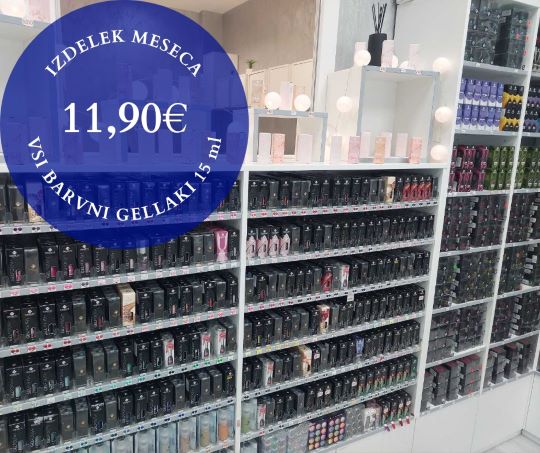 IZDELEK MESECA
11,90€
VSI BARVNI GELLAKI 15 ml